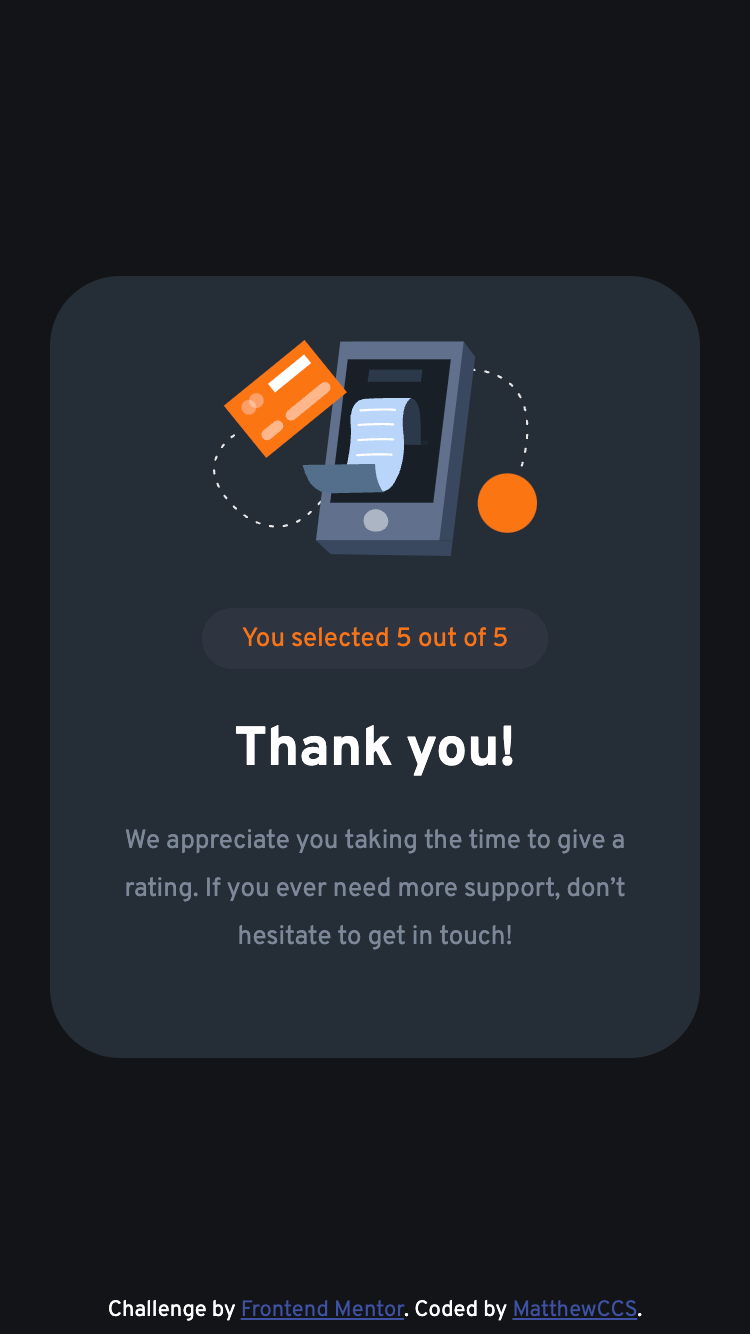 You selected 5 out of 5
Thank you!
We appreciate you taking the time to give a
rating. If you ever need more support, don’t
hesitate to get in touch!
Challenge by Frontend Mentor. Coded by MatthewCCS.